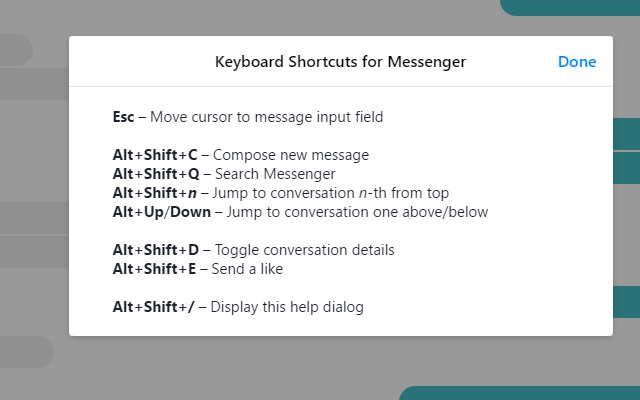 Keyboard Shortcuts for Messenger
Done
Esc – Move cursor to message input field
Alt+Shift+C – Compose new message
Alt+Shift+Q – Search Messenger
Alt+Shift+n – Jump to conversation n-th from top
Alt+Up/Down – Jump to conversation one above/below
Alt+Shift+D – Toggle conversation details
Alt+Shift+E – Send a like
Alt+Shift+/ – Display this help dialog